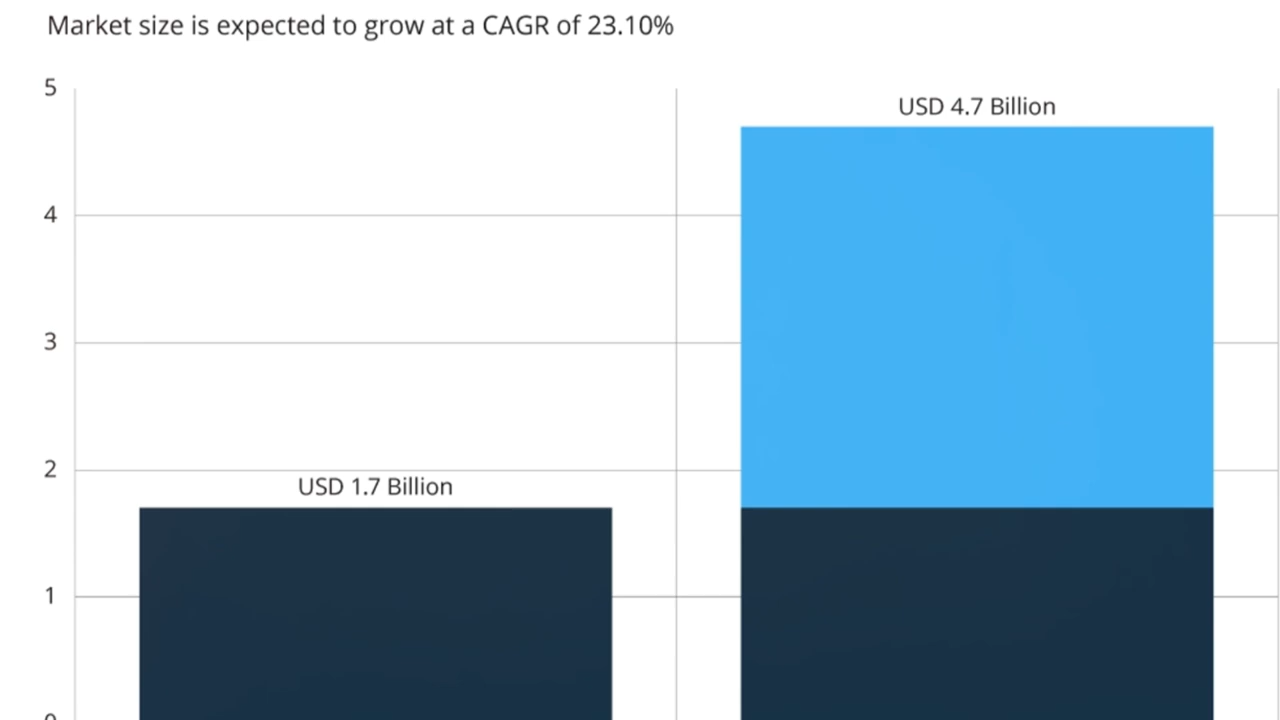 Market size is expected to grow at a CAGR of 23.10%
5
USD 4.7 Billion
4
3
2
USD 1.7 Billion
1
0